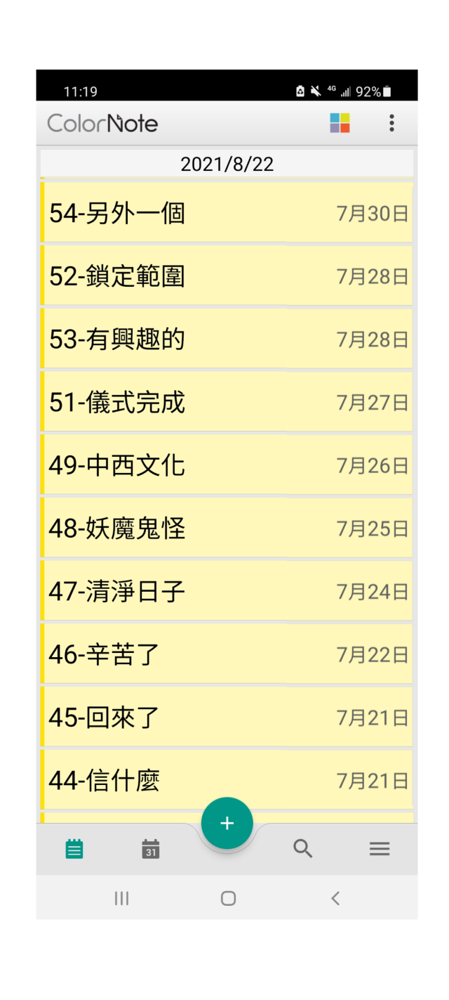 11:19 4G 92%
ColorNote
2021/8/22
54-另外一個 7月30日
52-鎖定範圍 7月28日
53-有興趣的 7月28日
51-儀式完成 7月27日
49-中西文化 7月26日
48-妖魔鬼怪 7月25日
47-清淨日子 7月24日
46-辛苦了 7月22日
45-回來了 7月21日
44-信什麼 7月21日
31